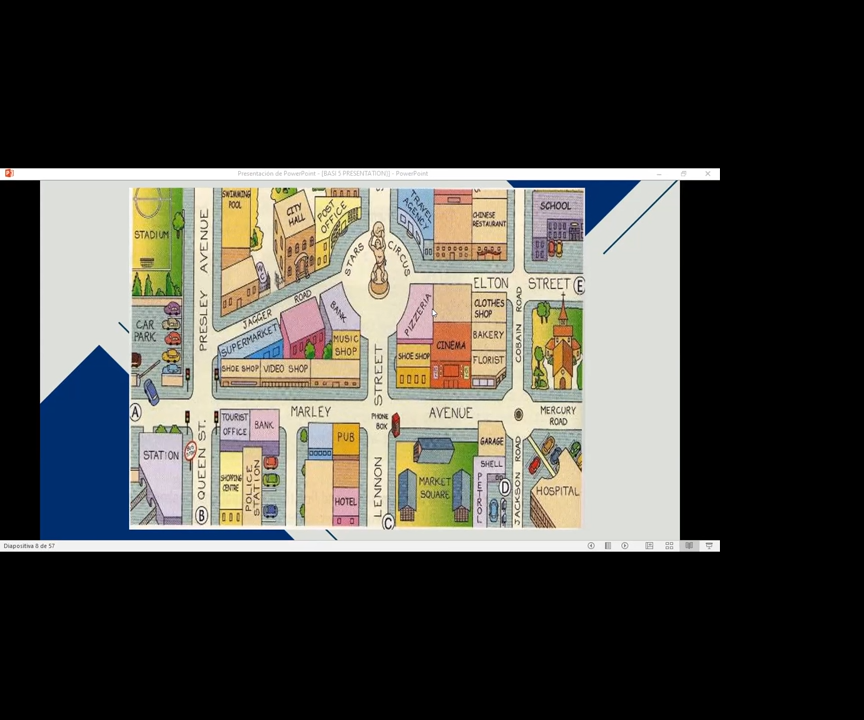 Presentación de PowerPoint - [BASI 5 PRESENTATION]] - PowerPoint
STADIUM
PRESLEY AVENUE
SWIMMING
POOL
CITY
HALL
POST
OFFICE
STARS
CIRCUS
TRAVEL
AGENCY
CHINESE
RESTAURANT
SCHOOL
ELTON
STREET
E
CAR
PARK
JAGGER
ROAD
SUPERMARKET
BANK
MUSIC
SHOP
SHOE SHOP
VIDEO SHOP
LENNON
STREET
PIZZERIA
SHOE SHOP
CINEMA
CLOTHES
SHOP
BAKERY
FLORIST
COBAIN ROAD
A
MARLEY
AVENUE
MERCURY
ROAD
PHONE
BOX
STATION
QUEEN ST.
B
TOURIST
OFFICE
BANK
SHOPPING
CENTRE
POLICE
STATION
PUB
HOTEL
C
MARKET
SQUARE
GARAGE
SHELL
PETROL
D
JACKSON ROAD
HOSPITAL
Diapositiva 8 de 57